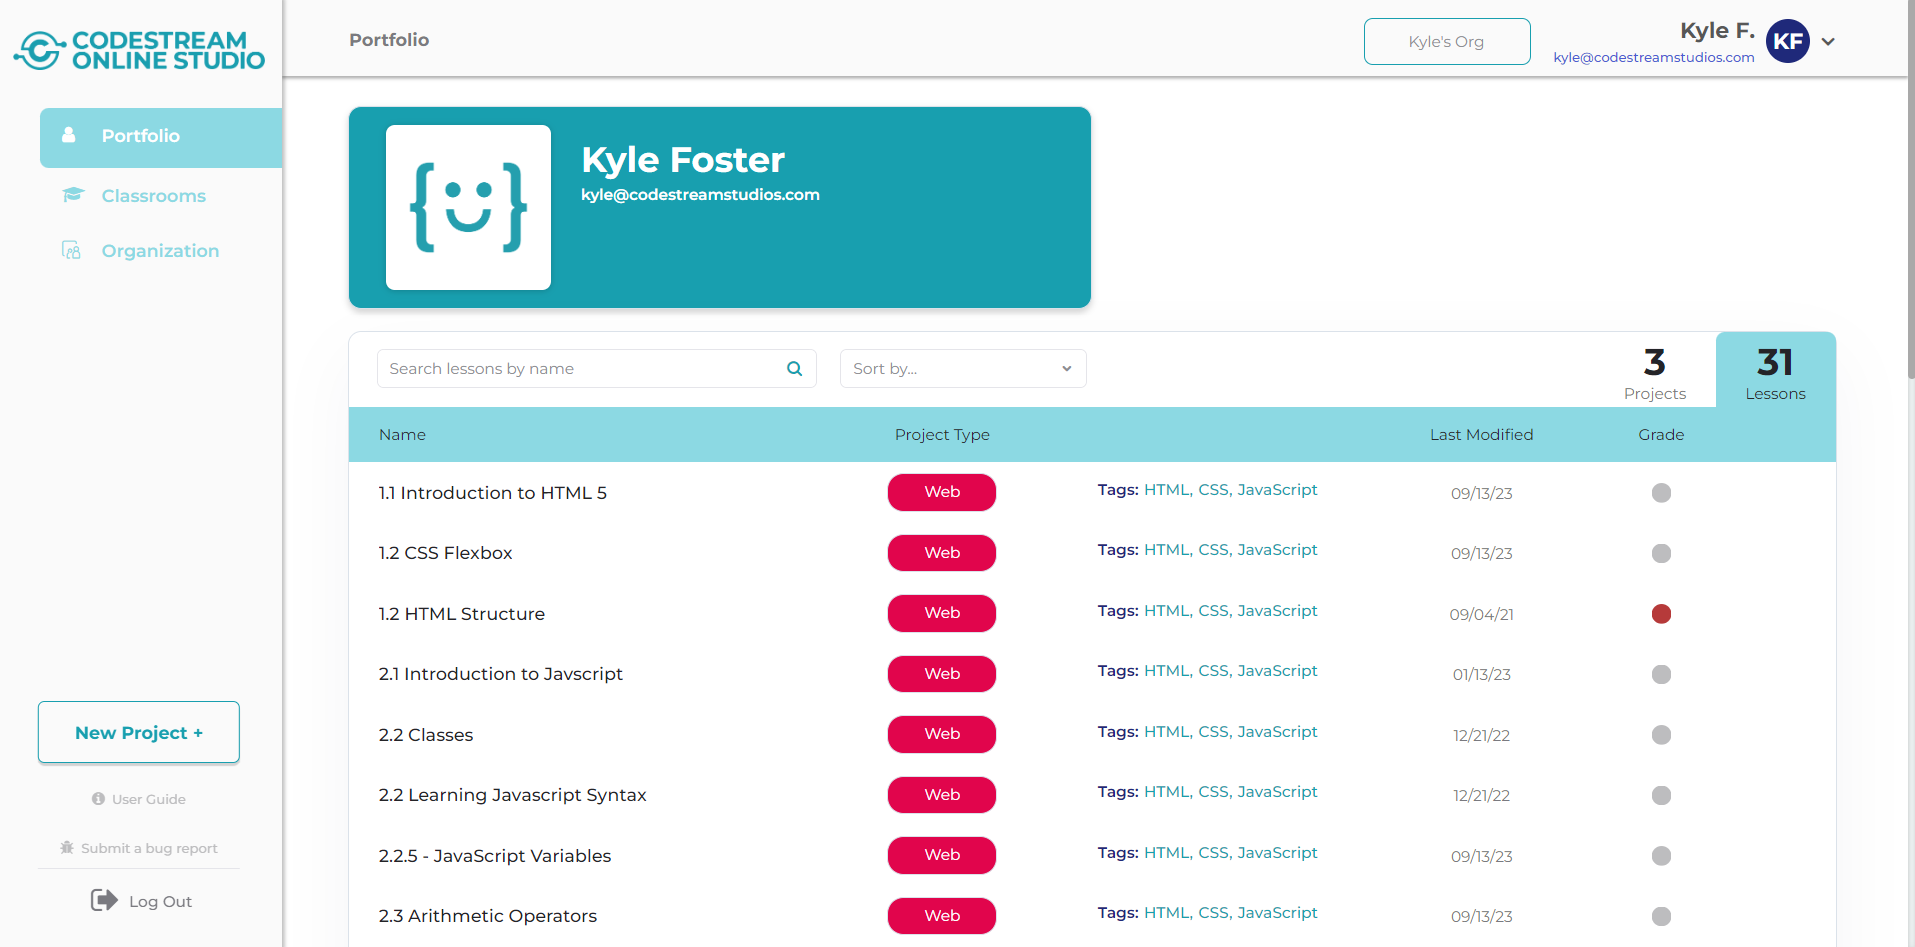 CODESTREAM
ONLINE STUDIO
Portfolio
Kyle's Org
Kyle F.
kyle@codestreamstudios.com
KF
Portfolio
Classrooms
Organization
New Project +
User Guide
Submit a bug report
Log Out
Kyle Foster
kyle@codestreamstudios.com
Search lessons by name
Sort by...
3
Projects
31
Lessons
Name Project Type Last Modified Grade
1.1 Introduction to HTML 5 Web Tags: HTML, CSS, JavaScript 09/13/23
1.2 CSS Flexbox Web Tags: HTML, CSS, JavaScript 09/13/23
1.2 HTML Structure Web Tags: HTML, CSS, JavaScript 09/04/21
2.1 Introduction to Javscript Web Tags: HTML, CSS, JavaScript 01/13/23
2.2 Classes Web Tags: HTML, CSS, JavaScript 12/21/22
2.2 Learning Javascript Syntax Web Tags: HTML, CSS, JavaScript 12/21/22
2.2.5 - JavaScript Variables Web Tags: HTML, CSS, JavaScript 09/13/23
2.3 Arithmetic Operators Web Tags: HTML, CSS, JavaScript 09/13/23